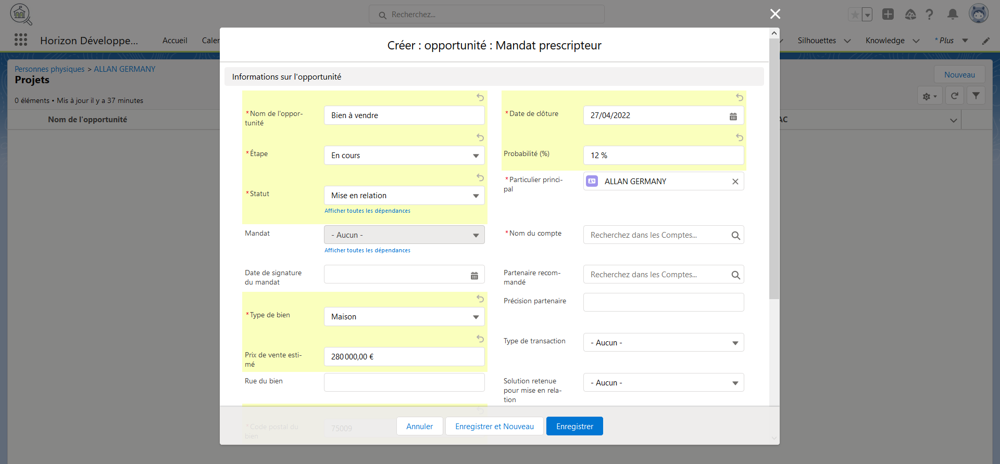 Recherchez...
Horizon Développe...
Accueil
Caler
Silhouettes
Knowledge
* Plus
Personnes physiques > ALLAN GERMANY
Projets
0 éléments • Mis à jour il y a 37 minutes
Nouveau
Nom de l'opportunité
AC
Créer : opportunité : Mandat prescripteur
Informations sur l'opportunité
*Nom de l'oppor-
tunité
Bien à vendre
*Date de clôture
27/04/2022
*Étape
En cours
Probabilité (%)
12 %
*Statut
Mise en relation
Afficher toutes les dépendances
*Particulier princi-
pal
ALLAN GERMANY
Mandat
- Aucun -
Afficher toutes les dépendances
*Nom du compte
Recherchez dans les Comptes...
Date de signature
du mandat
Partenaire recom-
mandé
Recherchez dans les Comptes...
*Type de bien
Maison
Précision partenaire
Prix de vente esti-
mé
280 000,00 €
Type de transaction
- Aucun -
Rue du bien
Solution retenue
pour mise en rela-
tion
- Aucun -
*Code postal du
bien
75009
Annuler
Enregistrer et Nouveau
Enregistrer